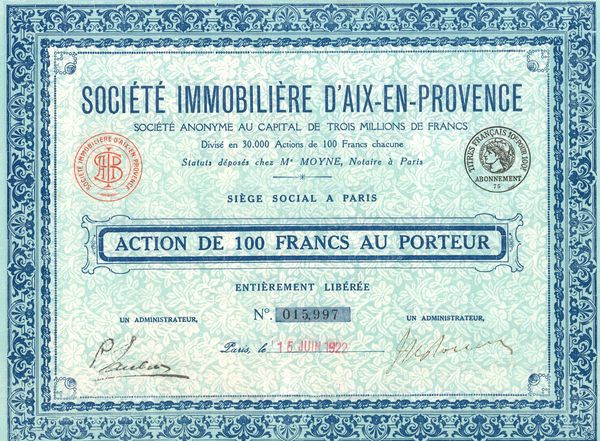 SOCIÉTÉ IMMOBILIÈRE D'AIX-EN-PROVENCE
SOCIÉTÉ ANONYME AU CAPITAL DE TROIS MILLIONS DE FRANCS
Divisé en 30.000 Actions de 100 Francs chacune
Statuts déposés chez Me MOYNE, Notaire à Paris
SOCIÉTÉ IMMOBILIÈRE D'AIX-EN-PROVENCE
TITRES FRANÇAIS
ABONNEMENT
75
SIÈGE SOCIAL A PARIS
ACTION DE 100 FRANCS AU PORTEUR
ENTIÈREMENT LIBÉRÉE
No. 015,997
UN ADMINISTRATEUR,
UN ADMINISTRATEUR,
Paris, le 15 JUIN 1922